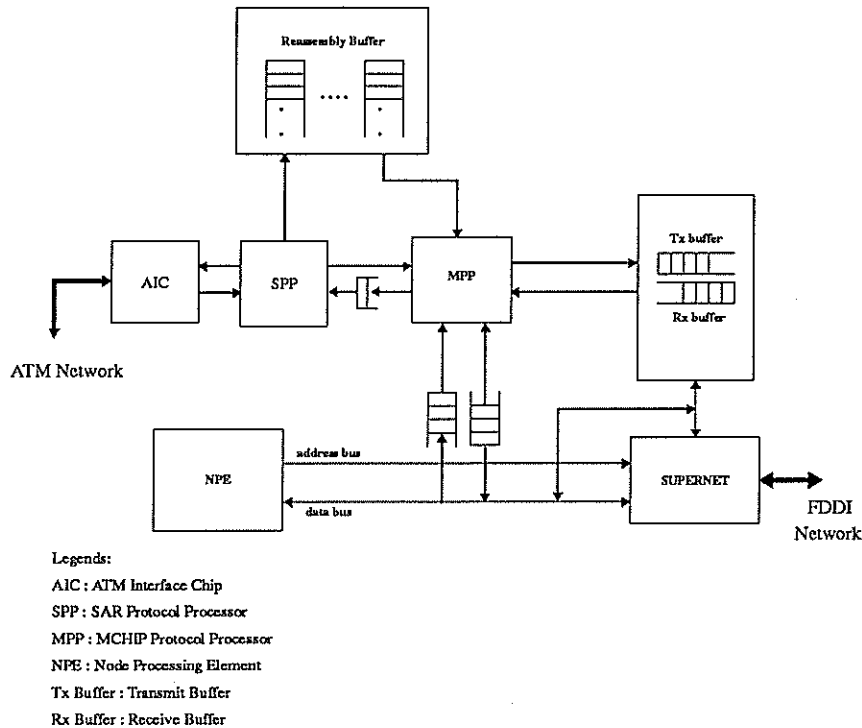 Reassembly Buffer
Tx buffer
AIC
SPP
MPP
Rx buffer
ATM Network
address bus
NPE
SUPERNET
data bus
FDDI
Network
Legends:
AIC : ATM Interface Chip
SPP : SAR Protocol Processor
MPP : MCHIP Protocol Processor
NPE : Node Processing Element
Tx Buffer : Transmit Buffer
Rx Buffer : Receive Buffer